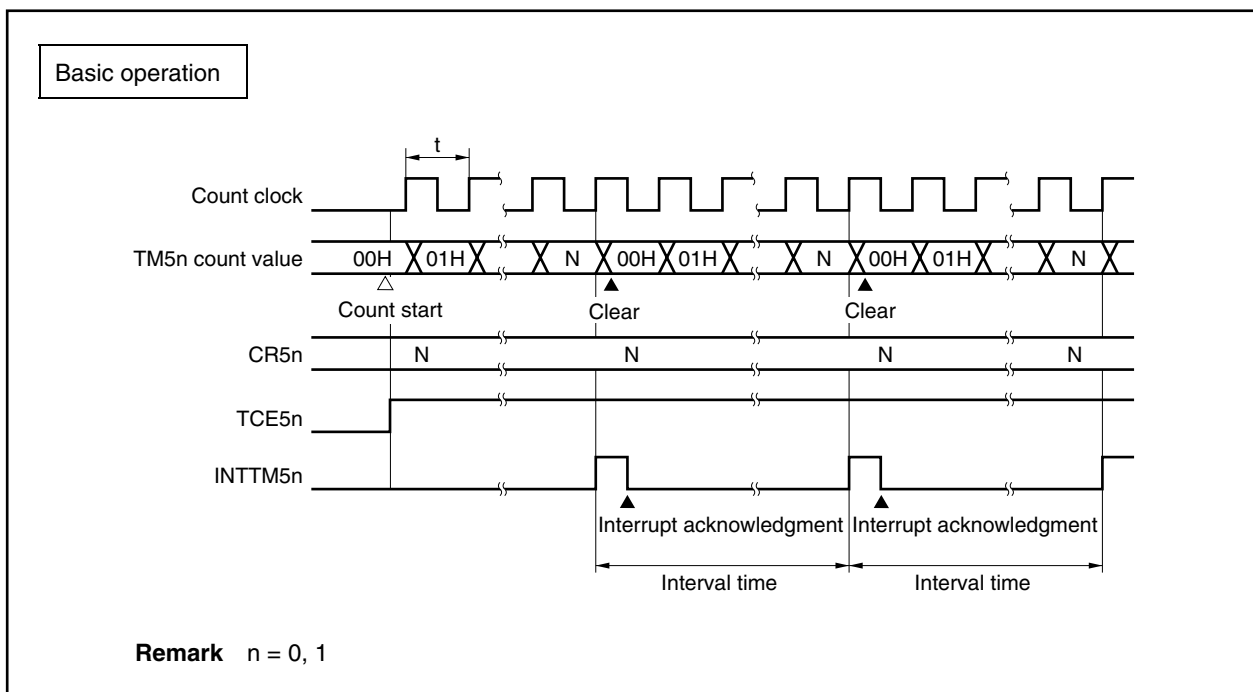 Basic operation
t
Count clock
TM5n count value 00H 01H N 00H 01H N 00H 01H N
Count start Clear Clear
CR5n N N N N
TCE5n
INTTM5n
Interrupt acknowledgment Interrupt acknowledgment
Interval time Interval time
Remark n = 0, 1